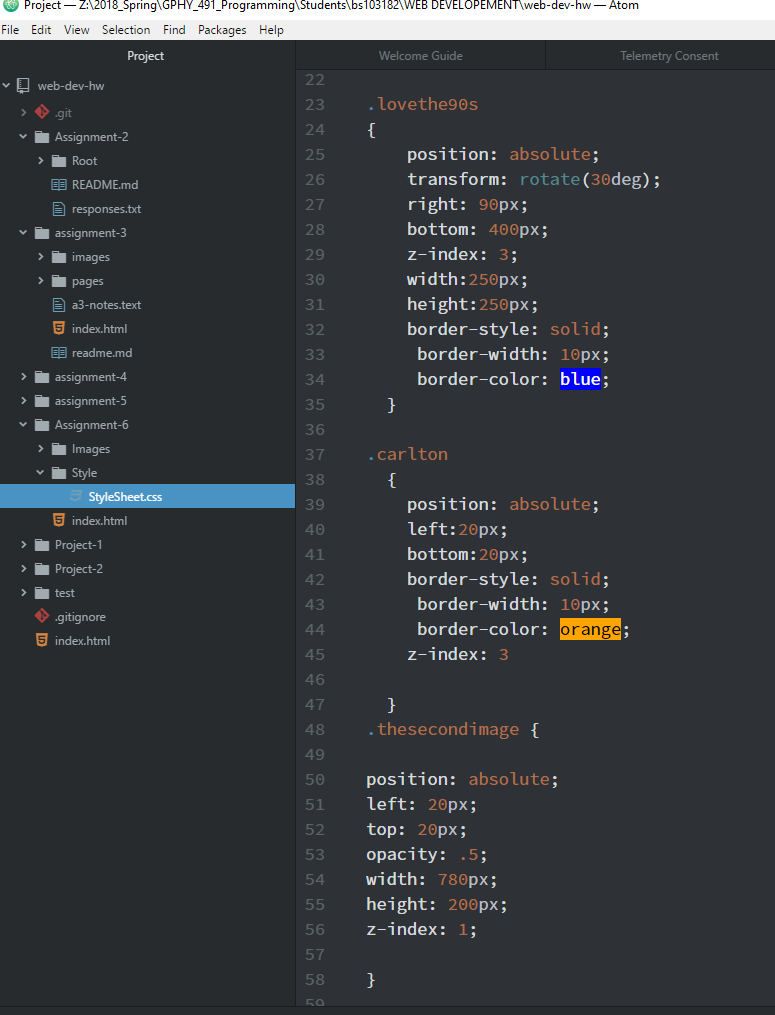 Project — Z:\2018_Spring\GPHY_491_Programming\Students\bs103182\WEB DEVELOPEMENT\web-dev-hw — Atom
File Edit View Selection Find Packages Help
Project
web-dev-hw
.git
Assignment-2
Root
README.md
responses.txt
assignment-3
images
pages
a3-notes.text
index.html
readme.md
assignment-4
assignment-5
Assignment-6
Images
Style
StyleSheet.css
index.html
Project-1
Project-2
test
.gitignore
index.html
Welcome Guide Telemetry Consent
22
23 .lovethe90s
24 {
25 position: absolute;
26 transform: rotate(30deg);
27 right: 90px;
28 bottom: 400px;
29 z-index: 3;
30 width:250px;
31 height:250px;
32 border-style: solid;
33 border-width: 10px;
34 border-color: blue;
35 }
36
37 .carlton
38 {
39 position: absolute;
40 left:20px;
41 bottom:20px;
42 border-style: solid;
43 border-width: 10px;
44 border-color: orange;
45 z-index: 3
46
47 }
48 .thesecondimage {
49
50 position: absolute;
51 left: 20px;
52 top: 20px;
53 opacity: .5;
54 width: 780px;
55 height: 200px;
56 z-index: 1;
57
58 }
59